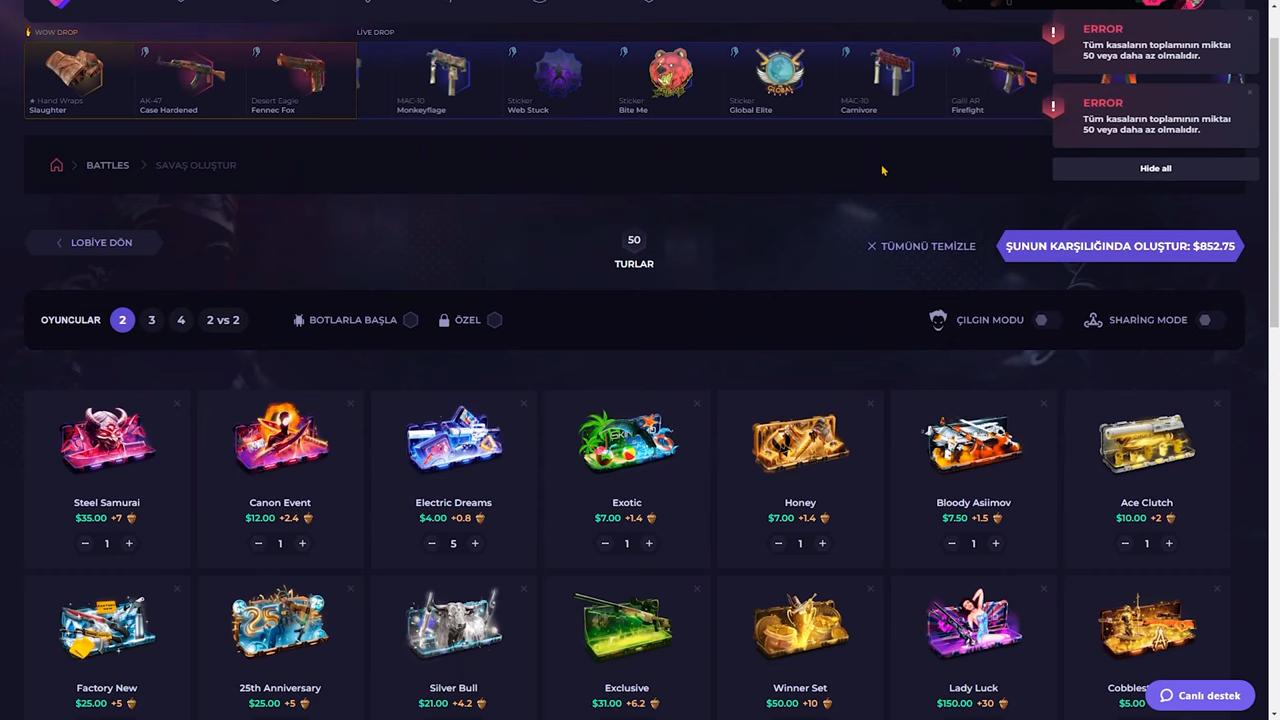 WOW DROP
LİVE DROP
★ Hand Wraps
Slaughter
AK-47
Case Hardened
Desert Eagle
Fennec Fox
MAC-10
Monkeyflage
Sticker
Web Stuck
Sticker
Bite Me
Sticker
Global Elite
MAC-10
Carnivore
Galil AR
Firefight
ERROR
Tüm kasaların toplamının miktarı
50 veya daha az olmalıdır.
ERROR
Tüm kasaların toplamının miktarı
50 veya daha az olmalıdır.
Hide all
BATTLES
SAVAŞ OLUŞTUR
LOBİYE DÖN
50
TURLAR
TÜMÜNÜ TEMİZLE
ŞUNUN KARŞILIĞINDA OLUŞTUR: $852.75
OYUNCULAR 2 3 4 2 vs 2
BOTLARLA BAŞLA
ÖZEL
ÇILGIN MODU
SHARİNG MODE
Steel Samurai
$35.00 +7
1
Canon Event
$12.00 +2.4
1
Electric Dreams
$4.00 +0.8
5
Exotic
$7.00 +1.4
1
Honey
$7.00 +1.4
1
Bloody Asiimov
$7.50 +1.5
1
Ace Clutch
$10.00 +2
1
Factory New
$25.00 +5
25th Anniversary
$25.00 +5
Silver Bull
$21.00 +4.2
Exclusive
$31.00 +6.2
Winner Set
$50.00 +10
Lady Luck
$150.00 +30
$5.00
Canlı destek